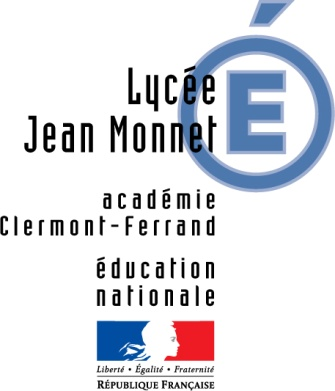 Lycée
Jean Monnet
É
académie
Clermont-Ferrand
éducation
nationale
Liberté • Égalité • Fraternité
RÉPUBLIQUE FRANÇAISE